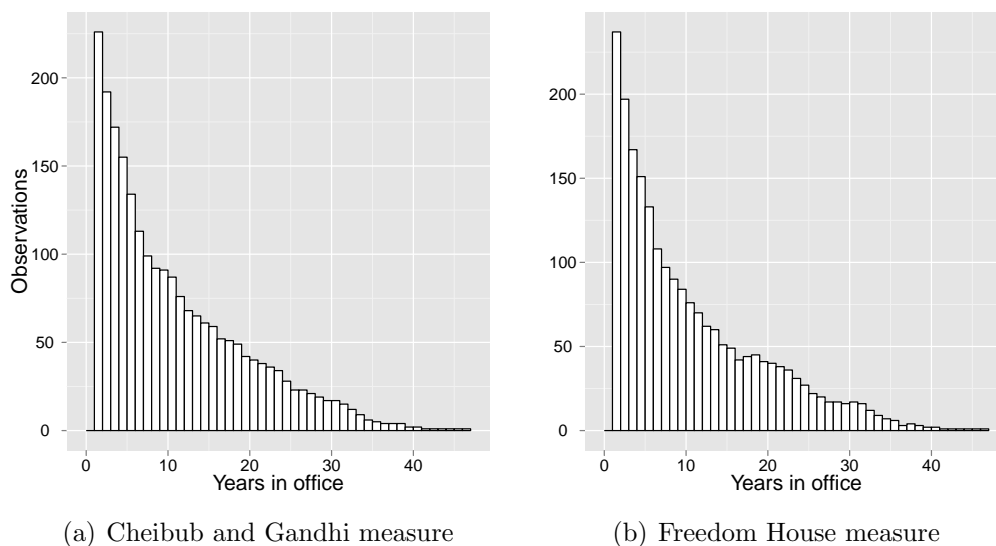 Observations
200
150
100
50
0
0 10 20 30 40
Years in office
(a) Cheibub and Gandhi measure
200
150
100
50
0
0 10 20 30 40
Years in office
(b) Freedom House measure